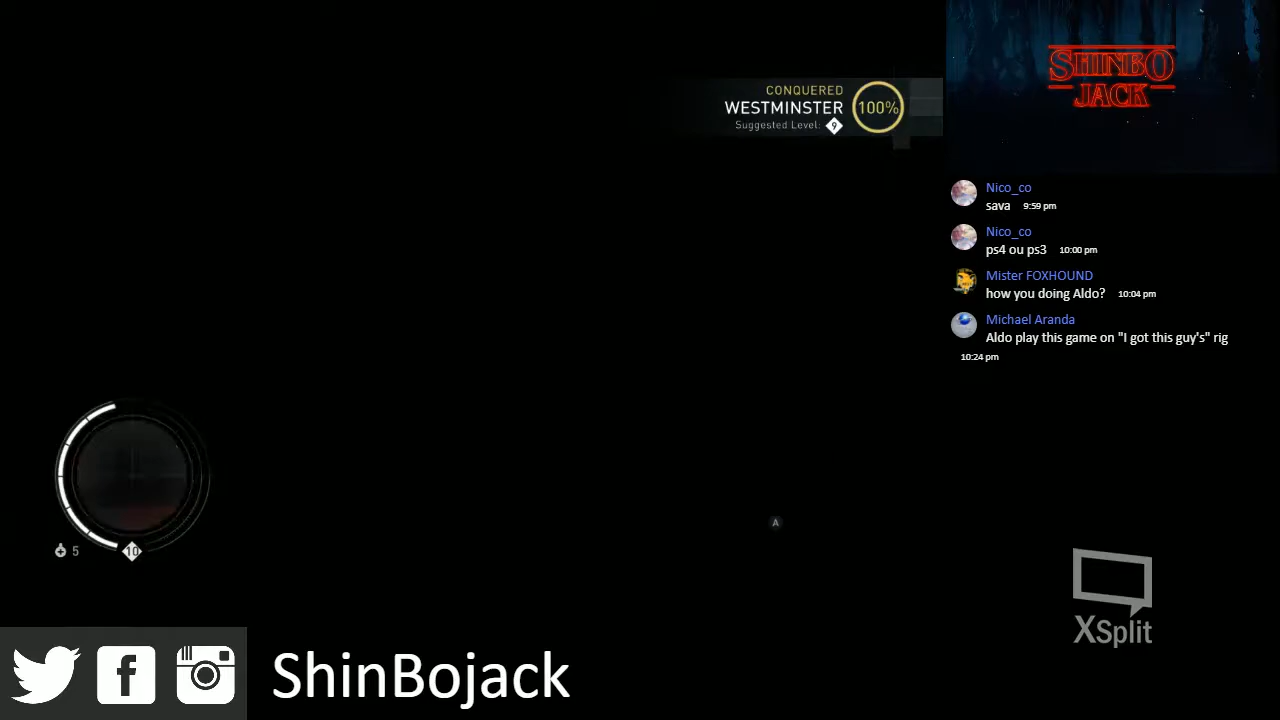 CONQUERED
WESTMINSTER
100%
Suggested Level: 9
SHINBO
JACK
Nico_co
sava 9:59 pm
Nico_co
ps4 ou ps3 10:00 pm
Mister FOXHOUND
how you doing Aldo? 10:04 pm
Michael Aranda
Aldo play this game on "I got this guy's" rig
10:24 pm
A
5
10
XSplit
ShinBojack